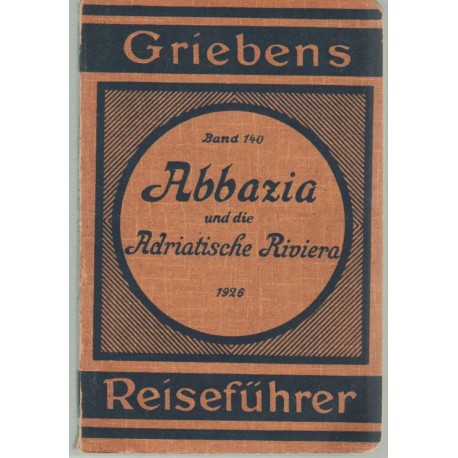 Griebens
Band 140
Abbazia
und die
Adriatische Riviera
1926
Reiseführer